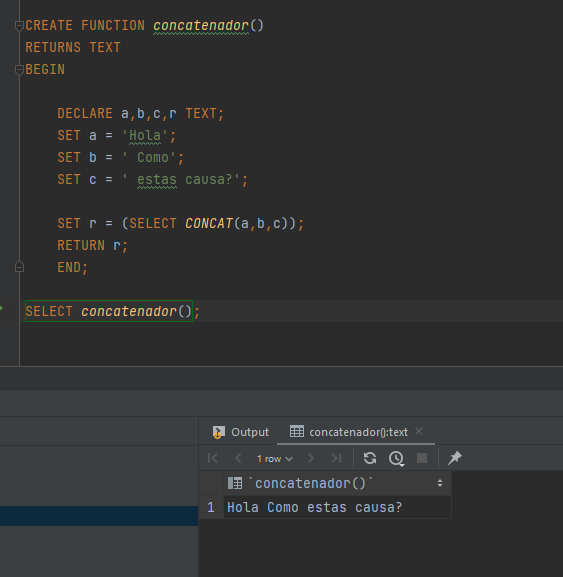 CREATE FUNCTION concatenador()
RETURNS TEXT
BEGIN
DECLARE a,b,c,r TEXT;
SET a = 'Hola';
SET b = ' Como';
SET c = ' estas causa?';
SET r = (SELECT CONCAT(a,b,c));
RETURN r;
END;
SELECT concatenador();
Output
concatenador():text
1 row
`concatenador()`
1 Hola Como estas causa?